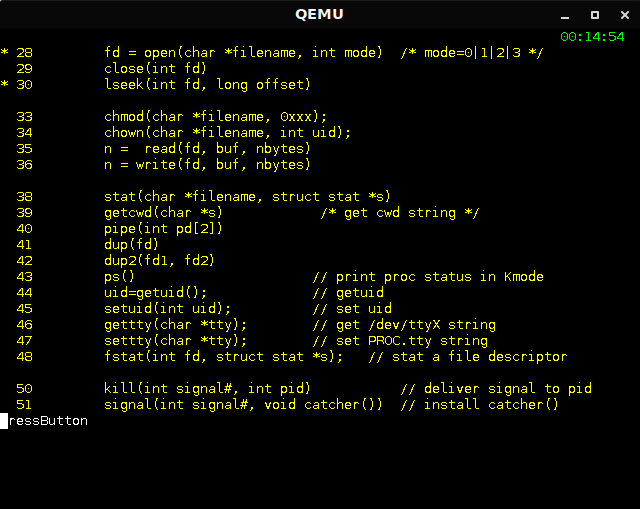 QEMU
00:14:54
* 28 fd = open(char *filename, int mode) /* mode=0|1|2|3 */
29 close(int fd)
* 30 lseek(int fd, long offset)
33 chmod(char *filename, 0xxx);
34 chown(char *filename, int uid);
35 n = read(fd, buf, nbytes)
36 n = write(fd, buf, nbytes)
38 stat(char *filename, struct stat *s)
39 getcwd(char *s) /* get cwd string */
40 pipe(int pd[2])
41 dup(fd)
42 dup2(fd1, fd2)
43 ps() // print proc status in Kmode
44 uid=getuid(); // getuid
45 setuid(int uid); // set uid
46 gettty(char *tty); // get /dev/ttyX string
47 settty(char *tty); // set PROC.tty string
48 fstat(int fd, struct stat *s); // stat a file descriptor
50 kill(int signal#, int pid) // deliver signal to pid
51 signal(int signal#, void catcher()) // install catcher()
ressButton